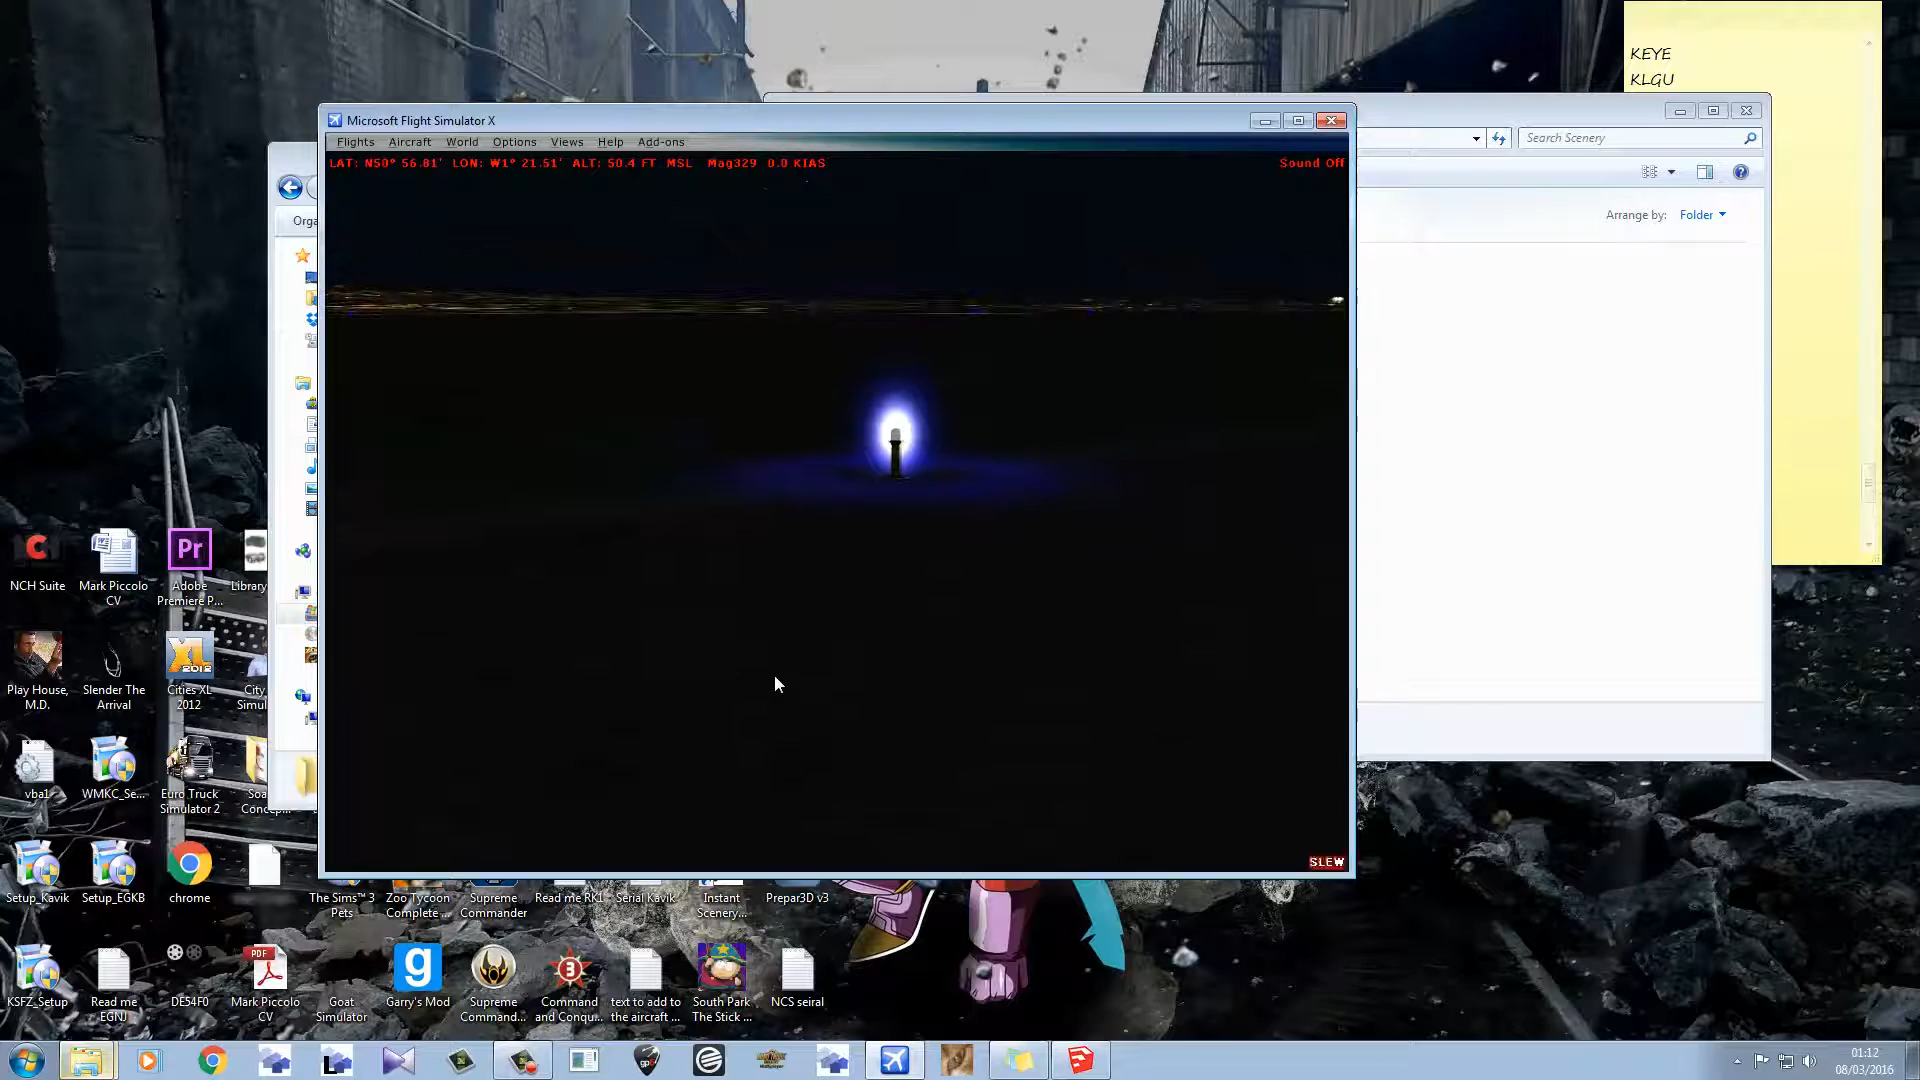 KEYE
KLGU
Microsoft Flight Simulator X
Search Scenery
Flights Aircraft World Options Views Help Add-ons
LAT: N50° 56.81' LON: W1° 21.51' ALT: 50.4 FT MSL Mag329 0.0 KIAS
Sound Off
Orga
Arrange by: Folder
NCH Suite
Mark Piccolo
CV
Adobe
Premiere P...
Library
Play House,
M.D.
Slender The
Arrival
Cities XL
2012
City
Simul
vba1
WMKC_Se...
Euro Truck
Simulator 2
Soa
Conc
SLEW
Setup_Kavik
Setup_EGKB
chrome
The Sims™ 3
Pets
Zoo Tycoon
Complete ...
Supreme
Commander
Read me RK1
Serial Kavik
Instant
Scenery...
Prepar3D v3
KSFZ_Setup
Read me
EGNJ
DE54F0
Mark Piccolo
CV
Goat
Simulator
Garry's Mod
Supreme
Command...
Command
and Conqu...
text to add to
the aircraft ...
South Park
The Stick ...
NCS seiral
01:12
08/03/2016